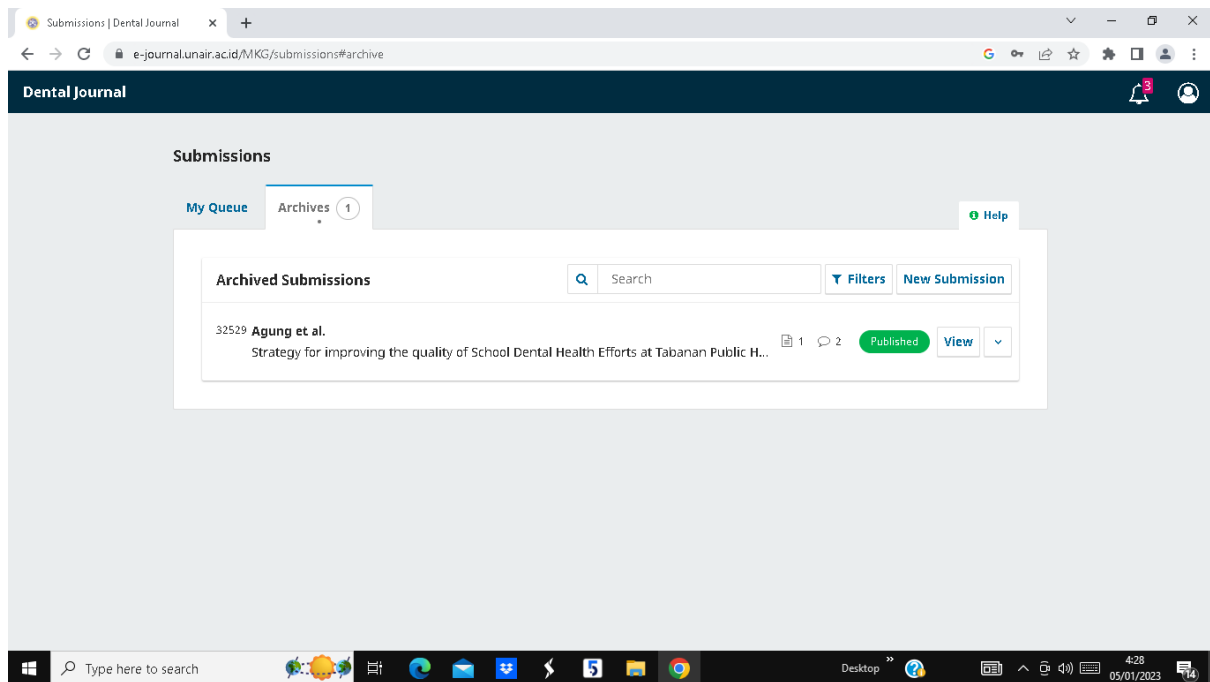 Submissions | Dental Journal
e-journal.unair.ac.id/MKG/submissions#archive
Dental Journal
3
Submissions
My Queue
Archives 1
Help
Archived Submissions
Search
Filters
New Submission
32529 Agung et al.
Strategy for improving the quality of School Dental Health Efforts at Tabanan Public H...
1
2
Published
View
Type here to search
5
Desktop
4:28
05/01/2023
14